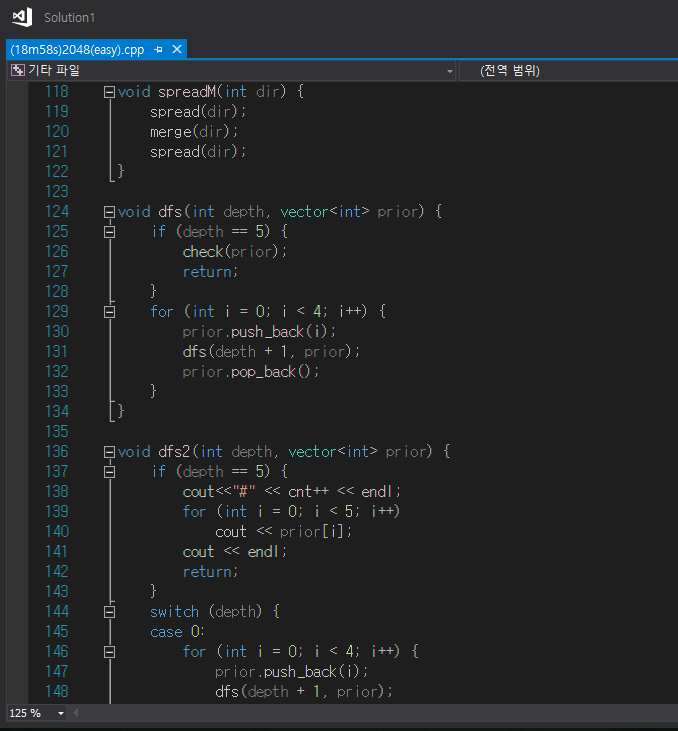 Solution1
(18m58s)2048(easy).cpp
기타 파일 (전역 범위)
118 void spreadM(int dir) {
119 spread(dir);
120 merge(dir);
121 spread(dir);
122 }
123
124 void dfs(int depth, vector<int> prior) {
125 if (depth == 5) {
126 check(prior);
127 return;
128 }
129 for (int i = 0; i < 4; i++) {
130 prior.push_back(i);
131 dfs(depth + 1, prior);
132 prior.pop_back();
133 }
134 }
135
136 void dfs2(int depth, vector<int> prior) {
137 if (depth == 5) {
138 cout<<"#" << cnt++ << endl;
139 for (int i = 0; i < 5; i++)
140 cout << prior[i];
141 cout << endl;
142 return;
143 }
144 switch (depth) {
145 case 0:
146 for (int i = 0; i < 4; i++) {
147 prior.push_back(i);
148 dfs(depth + 1, prior);
125 %